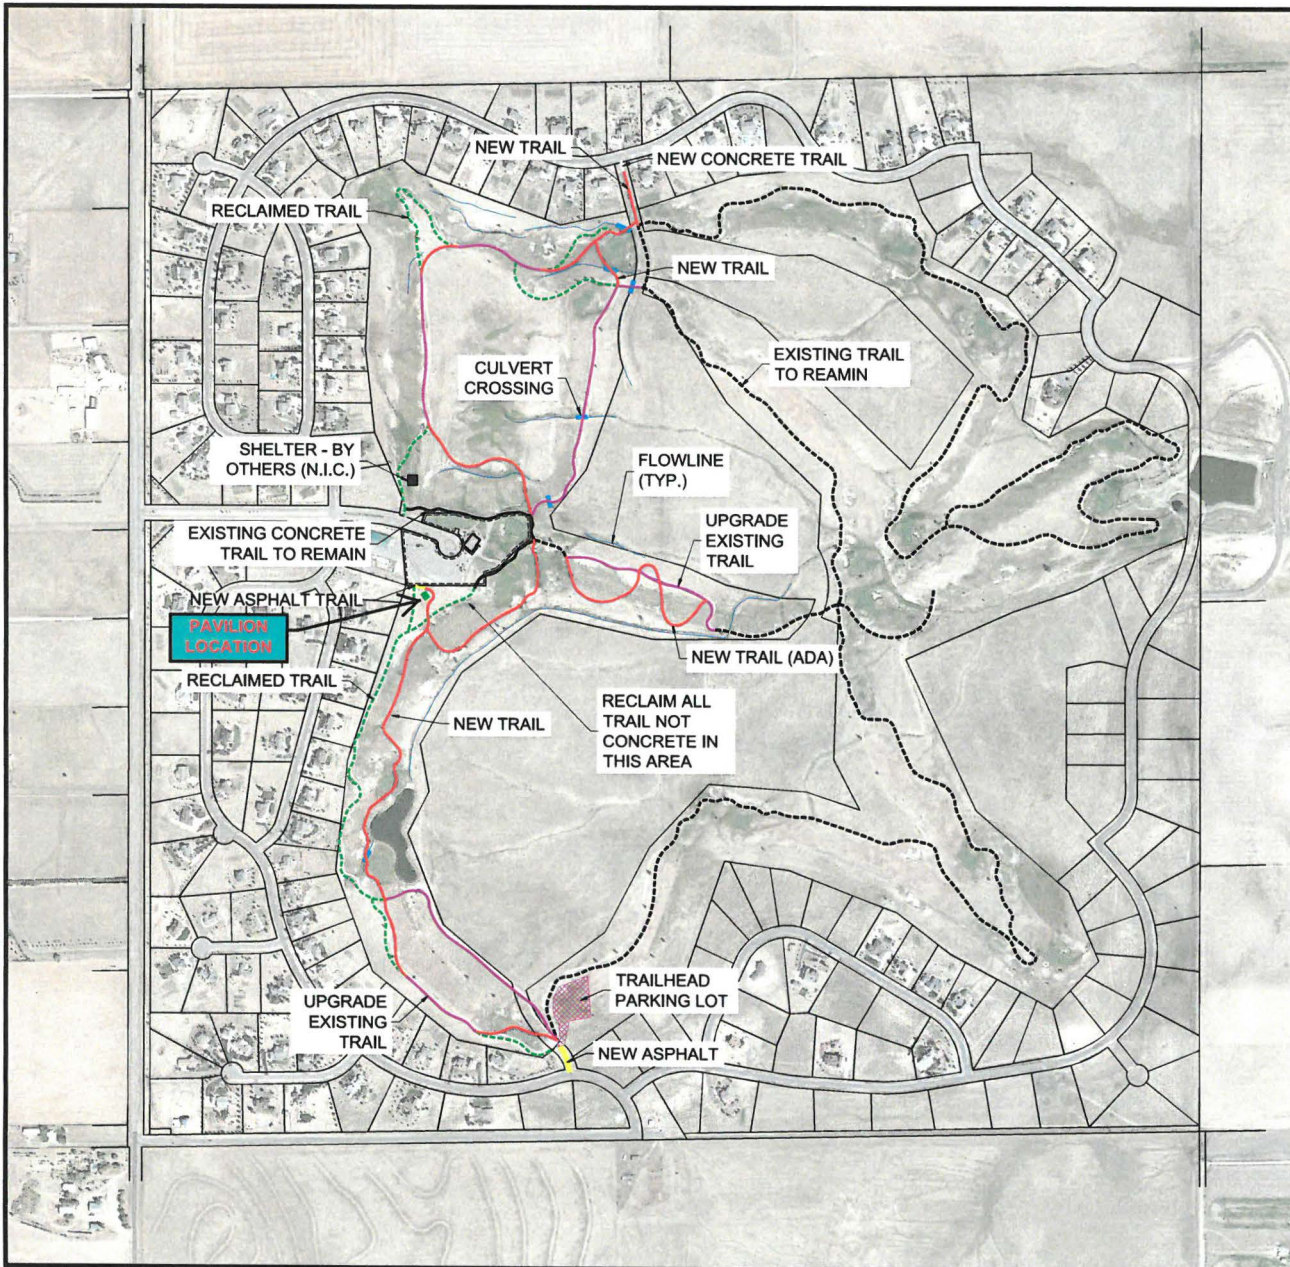 NEW TRAIL
NEW CONCRETE TRAIL
RECLAIMED TRAIL
NEW TRAIL
EXISTING TRAIL
TO REAMIN
CULVERT
CROSSING
SHELTER - BY
OTHERS (N.I.C.)
FLOWLINE
(TYP.)
UPGRADE
EXISTING
TRAIL
EXISTING CONCRETE
TRAIL TO REMAIN
NEW ASPHALT TRAIL
PAVILION
LOCATION
NEW TRAIL (ADA)
RECLAIMED TRAIL
RECLAIM ALL
TRAIL NOT
CONCRETE IN
THIS AREA
NEW TRAIL
TRAILHEAD
PARKING LOT
UPGRADE
EXISTING
TRAIL
NEW ASPHALT